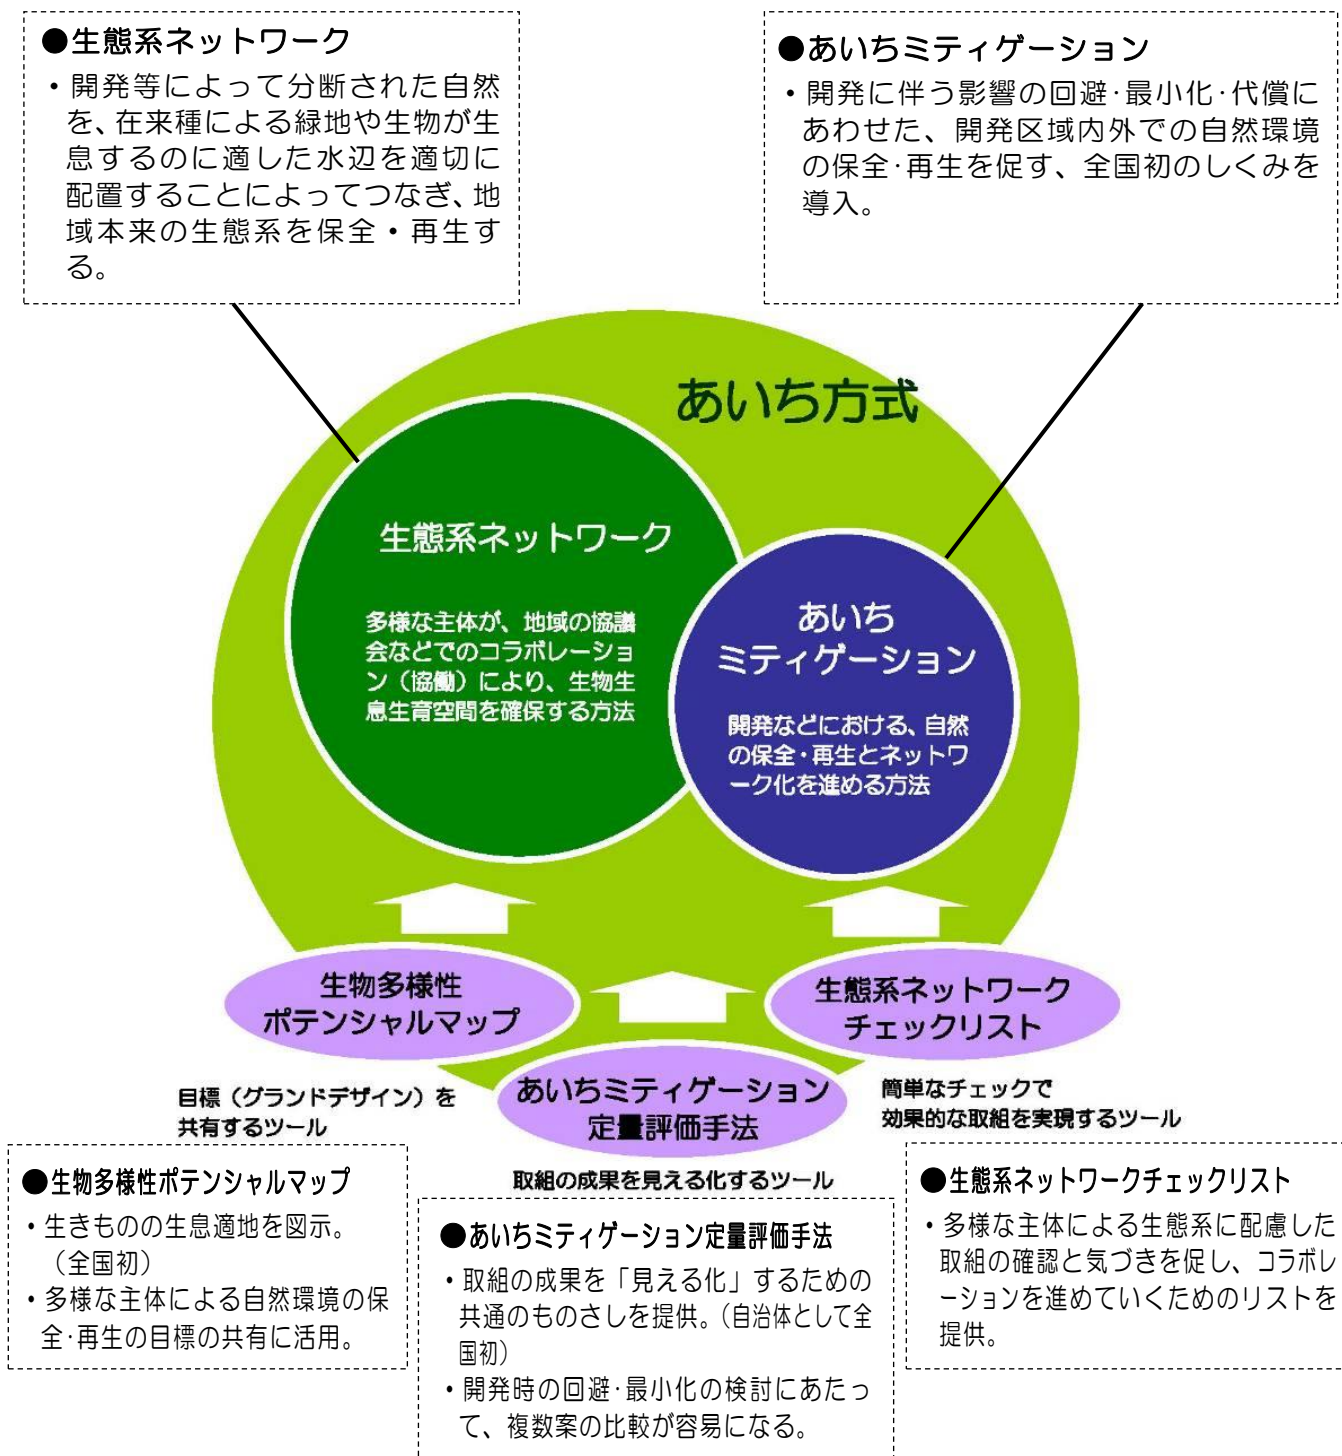 ●生態系ネットワーク
・開発等によって分断された自然
を、在来種による緑地や生物が生
息するのに適した水辺を適切に
配置することによってつなぎ、地
域本来の生態系を保全・再生す
る。
●あいちミティゲーション
・開発に伴う影響の回避・最小化・代償に
あわせた、開発区域内外での自然環境
の保全・再生を促す、全国初のしくみを
導入。
あいち方式
生態系ネットワーク
多様な主体が、地域の協議
会などでのコラボレーショ
ン（協働）により、生物生
息生育空間を確保する方法
あいち
ミティゲーション
開発などにおける、自然
の保全・再生とネットワ
ーク化を進める方法
生物多様性
ポテンシャルマップ
目標（グランドデザイン）を
共有するツール
あいちミティゲーション
定量評価手法
取組の成果を見える化するツール
生態系ネットワーク
チェックリスト
簡単なチェックで
効果的な取組を実現するツール
●生物多様性ポテンシャルマップ
・生きものの生息適地を図示。
（全国初）
・多様な主体による自然環境の保
全・再生の目標の共有に活用。
●あいちミティゲーション定量評価手法
・取組の成果を「見える化」するための
共通のものさしを提供。（自治体として全
国初）
・開発時の回避・最小化の検討にあたっ
て、複数案の比較が容易になる。
●生態系ネットワークチェックリスト
・多様な主体による生態系に配慮した
取組の確認と気づきを促し、コラボレ
ーションを進めていくためのリストを
提供。